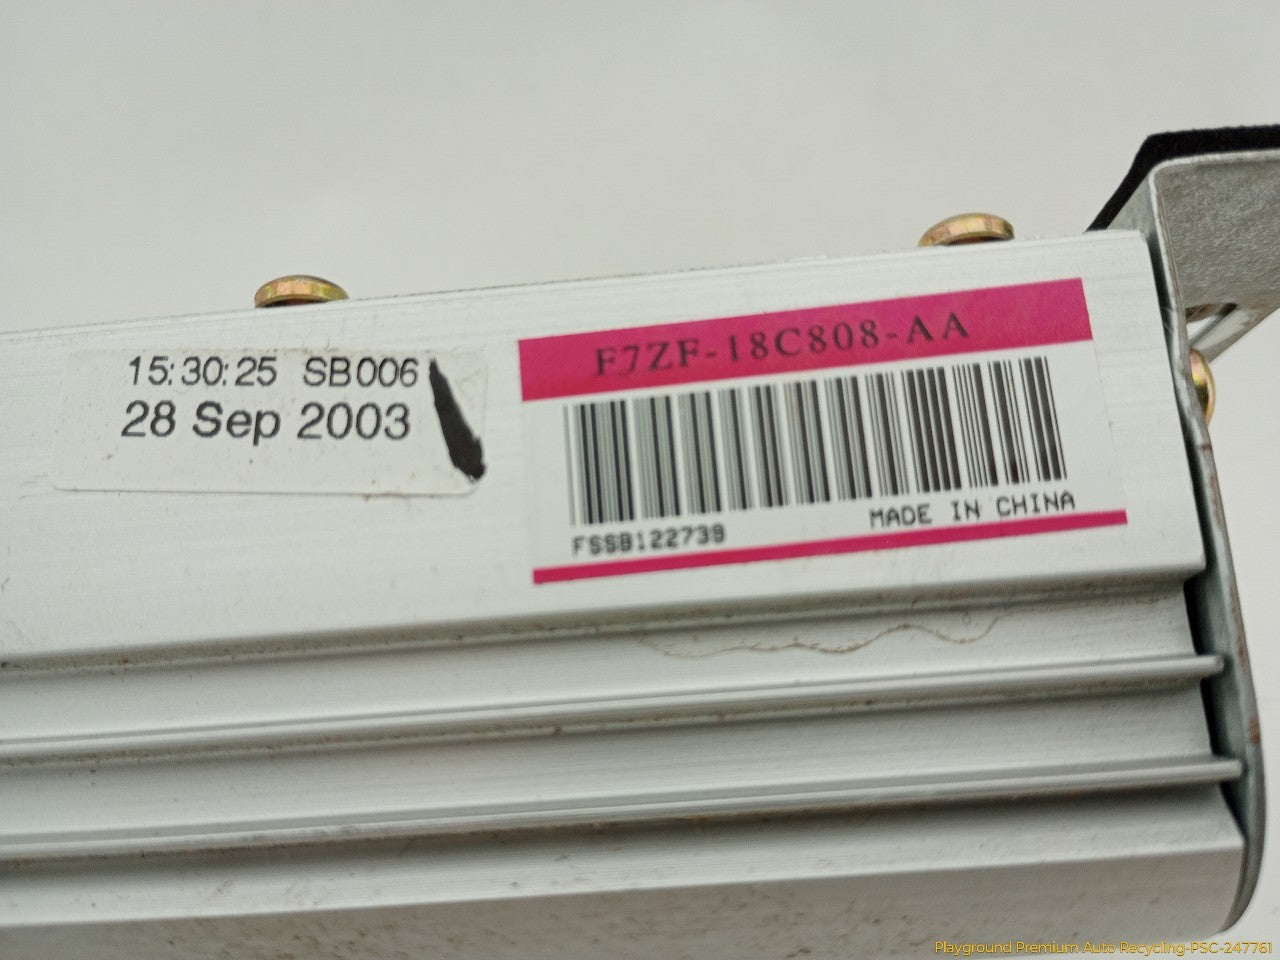 15:30:25 SB006
28 Sep 2003
F7ZF-18C808-AA
FSSB122739
MADE IN CHINA
Playground Premium Auto Recycling-PSC-247761